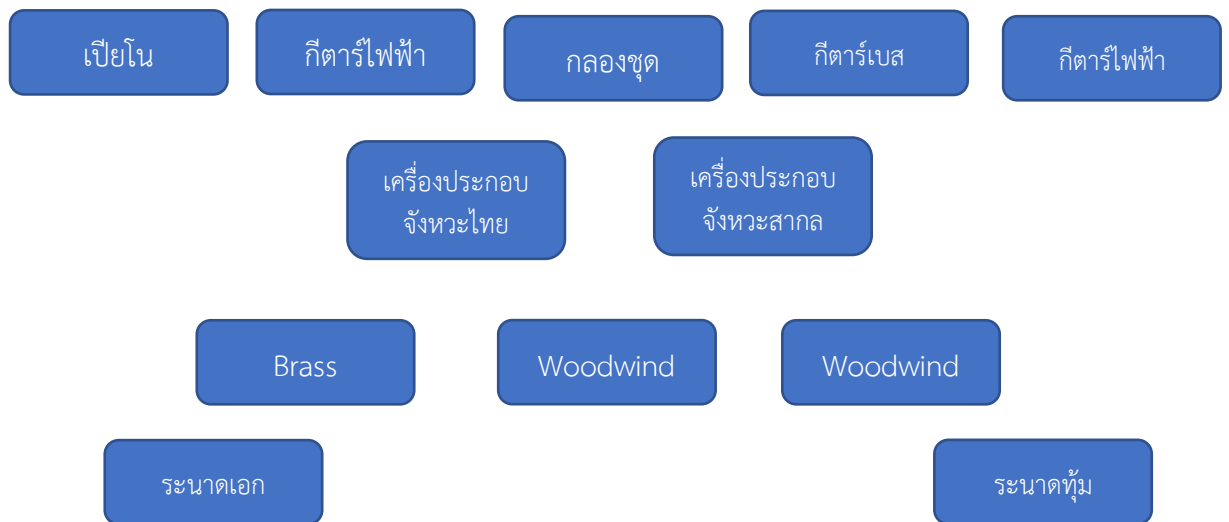 เปียโน
กีตาร์ไฟฟ้า
กลองชุด
กีตาร์เบส
กีตาร์ไฟฟ้า
เครื่องประกอบ
จังหวะไทย
เครื่องประกอบ
จังหวะสากล
Brass
Woodwind
Woodwind
ระนาดเอก
ระนาดทุ้ม